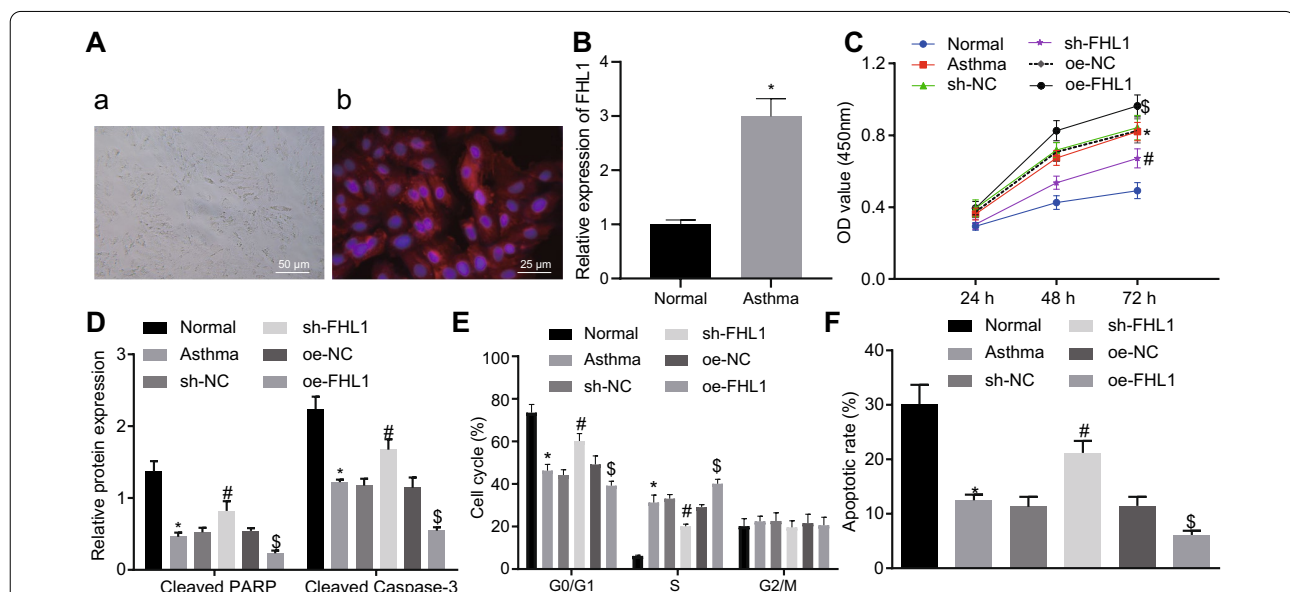 A
a
b
50 µm
25 µm
B
Relative expression of FHL1
4
3
2
1
0
*
Normal
Asthma
C
Normal
Asthma
sh-NC
sh-FHL1
oe-NC
oe-FHL1
OD value (450nm)
1.2
0.8
0.4
0.0
$
*
#
24 h
48 h
72 h
D
Normal
Asthma
sh-NC
sh-FHL1
oe-NC
oe-FHL1
Relative protein expression
3
2
1
0
*
#
$
*
#
$
Cleaved PARP
Cleaved Caspase-3
E
Normal
Asthma
sh-NC
sh-FHL1
oe-NC
oe-FHL1
Cell cycle (%)
100
80
60
40
20
0
*
#
$
*
#
$
G0/G1
S
G2/M
F
Normal
Asthma
sh-NC
sh-FHL1
oe-NC
oe-FHL1
Apoptotic rate (%)
40
30
20
10
0
*
#
$